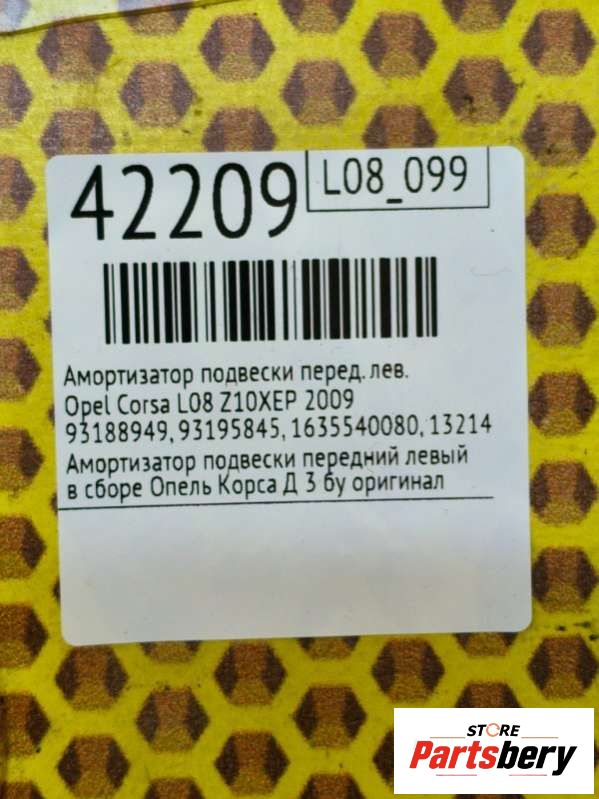 42209
L08_099
Амортизатор подвески перед. лев.
Opel Corsa L08 Z10XEP 2009
93188949, 93195845, 1635540080, 13214
Амортизатор подвески передний левый
в сборе Опель Корса Д 3 бу оригинал
STORE
Partsbery